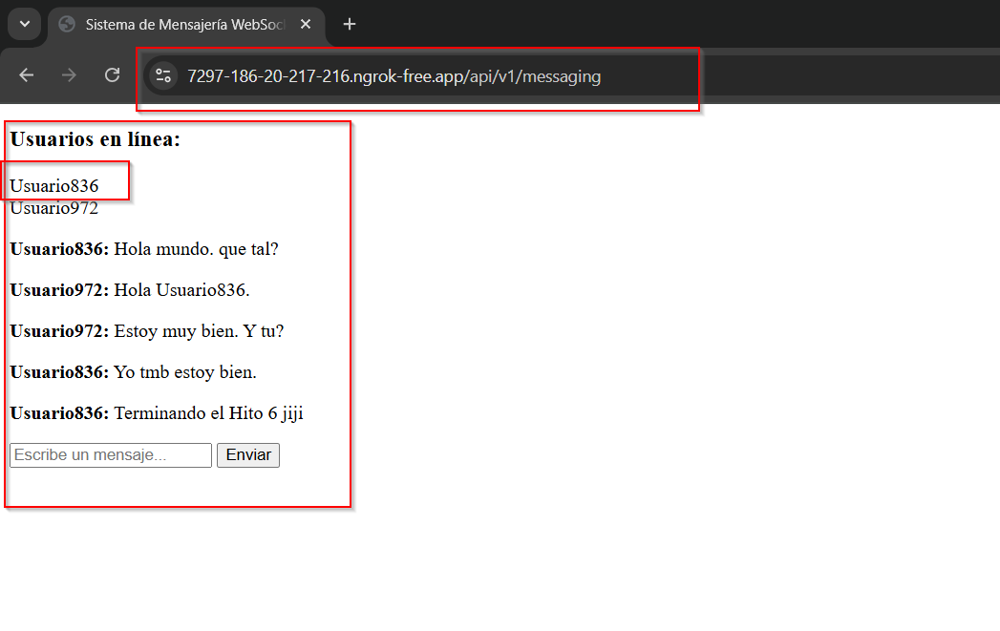 Sistema de Mensajería WebSoc
7297-186-20-217-216.ngrok-free.app/api/v1/messaging
Usuarios en línea:
Usuario836
Usuario972
Usuario836: Hola mundo. que tal?
Usuario972: Hola Usuario836.
Usuario972: Estoy muy bien. Y tu?
Usuario836: Yo tmb estoy bien.
Usuario836: Terminando el Hito 6 jiji
Escribe un mensaje... Enviar